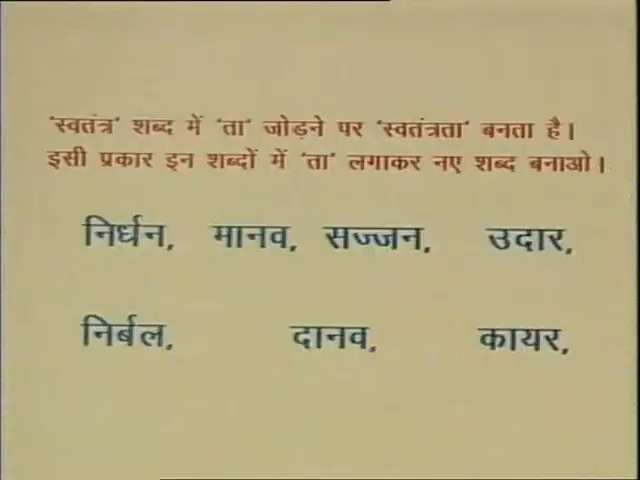 'स्वतंत्र' शब्द में 'ता' जोड़ने पर 'स्वतंत्रता' बनता है।
इसी प्रकार इन शब्दों में 'ता' लगाकर नए शब्द बनाओ।
निर्धन, मानव, सज्जन, उदार,
निर्बल, दानव, कायर,